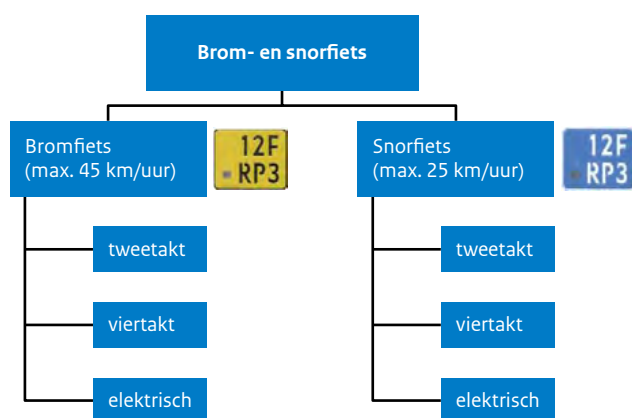 Brom- en snorfiets
Bromfiets
(max. 45 km/uur)
12F
RP3
tweetakt
viertakt
elektrisch
Snorfiets
(max. 25 km/uur)
12F
RP3
tweetakt
viertakt
elektrisch